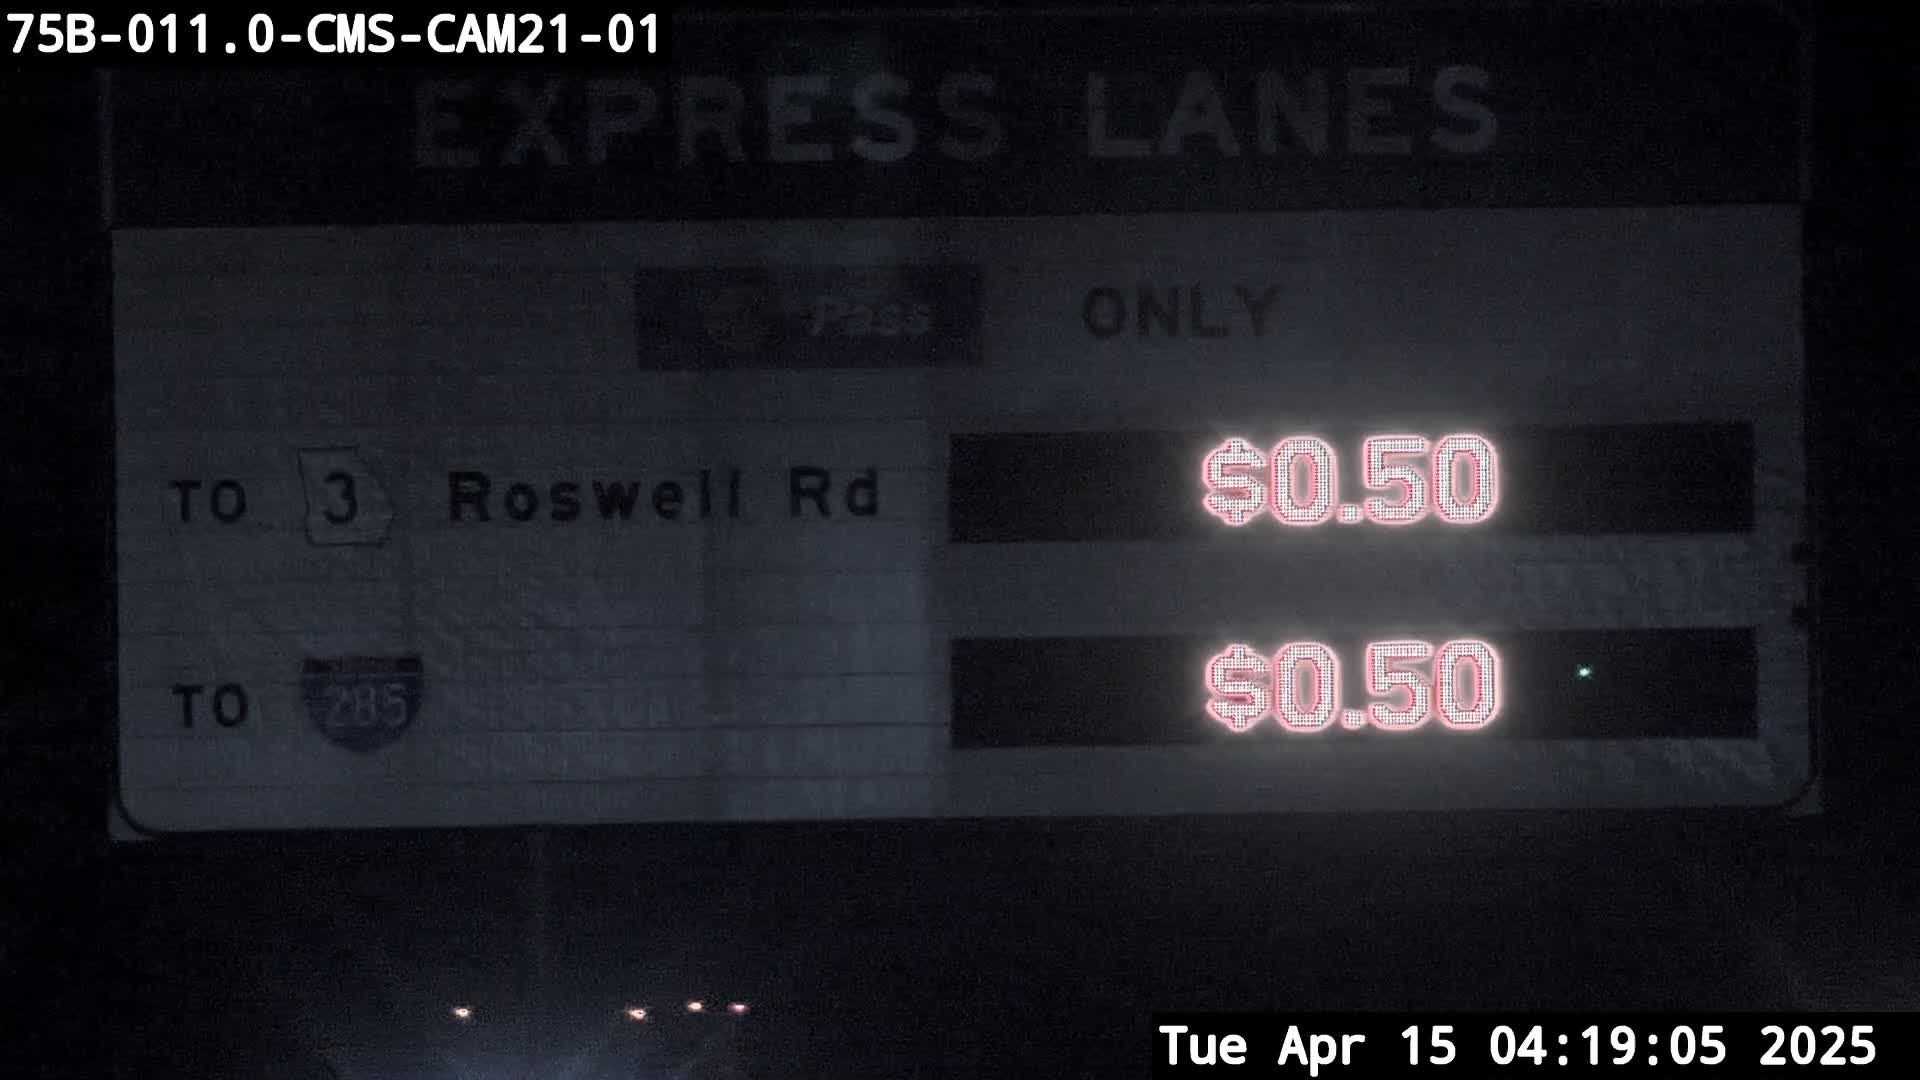 75B-011.0-CMS-CAM21-01
EXPRESS LANES
Pass ONLY
TO 3 Roswell Rd $0.50
TO 285 $0.50
Tue Apr 15 04:19:05 2025